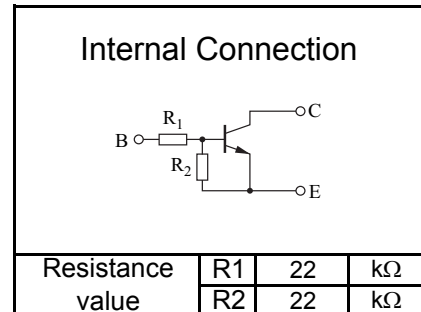 Internal Connection
C
R1
B
R2
E
Resistance value R1 22 kΩ
R2 22 kΩ